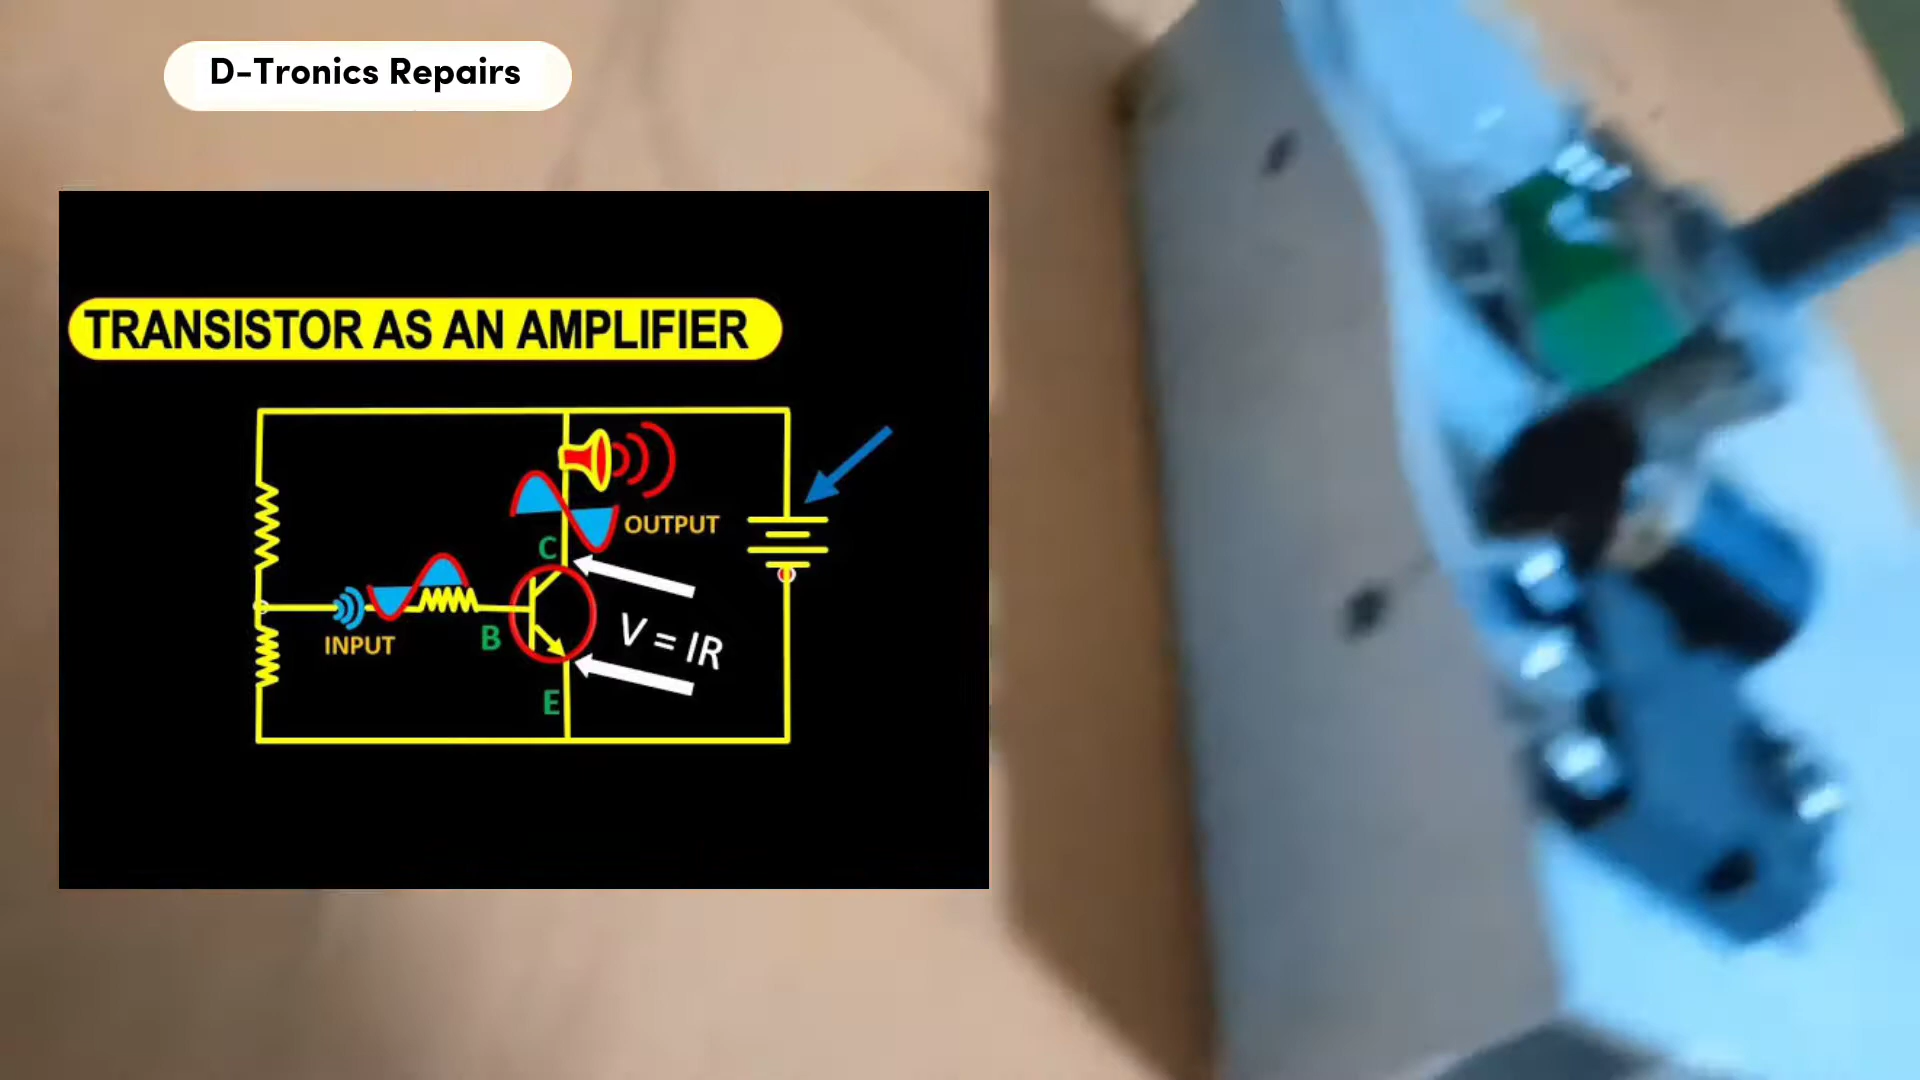 D-Tronics Repairs
TRANSISTOR AS AN AMPLIFIER
OUTPUT
C
INPUT
B
V = IR
E